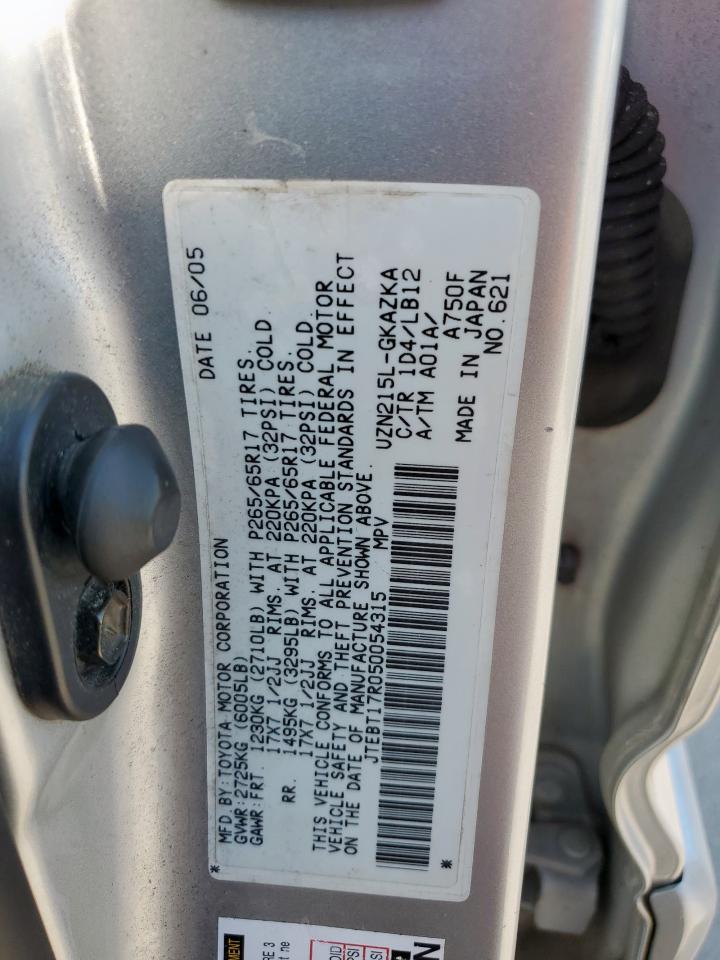 MFD BY:TOYOTA MOTOR CORPORATION DATE 06/05
GVWR:2725KG (6005LB)
GAWR:FRT. 1230KG (2710LB) WITH P265/65R17 TIRES.
17X7 1/2JJ RIMS. AT 220KPA (32PSI) COLD.
RR. 1495KG (3295LB) WITH P265/65R17 TIRES.
17X7 1/2JJ RIMS. AT 220KPA (32PSI) COLD.
THIS VEHICLE CONFORMS TO ALL APPLICABLE FEDERAL MOTOR
VEHICLE SAFETY AND THEFT PREVENTION STANDARDS IN EFFECT
ON THE DATE OF MANUFACTURE SHOWN ABOVE.
JTEBT17R050054315 MPV
UZN215L-GKAZKA
C/TR 1D4/LB12
A/TM A01A/
A750F
MADE IN JAPAN
NO.621
* *